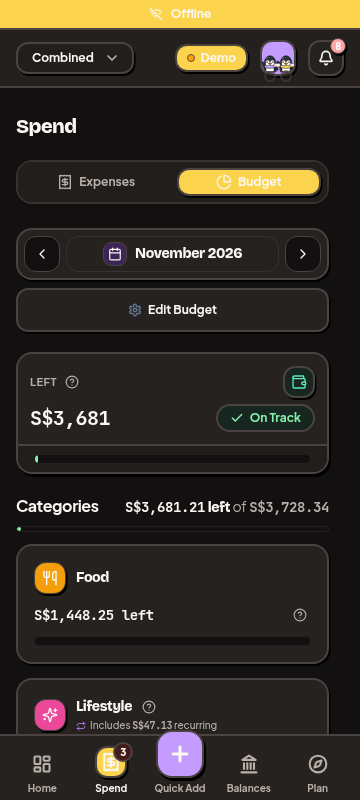 Offline
Combined
Demo
8
Spend
Expenses
Budget
November 2026
Edit Budget
LEFT
S$3,681
On Track
Categories
S$3,681.21 left of S$3,728.34
Food
S$1,448.25 left
Lifestyle
Includes S$47.13 recurring
3
Home
Spend
Quick Add
Balances
Plan